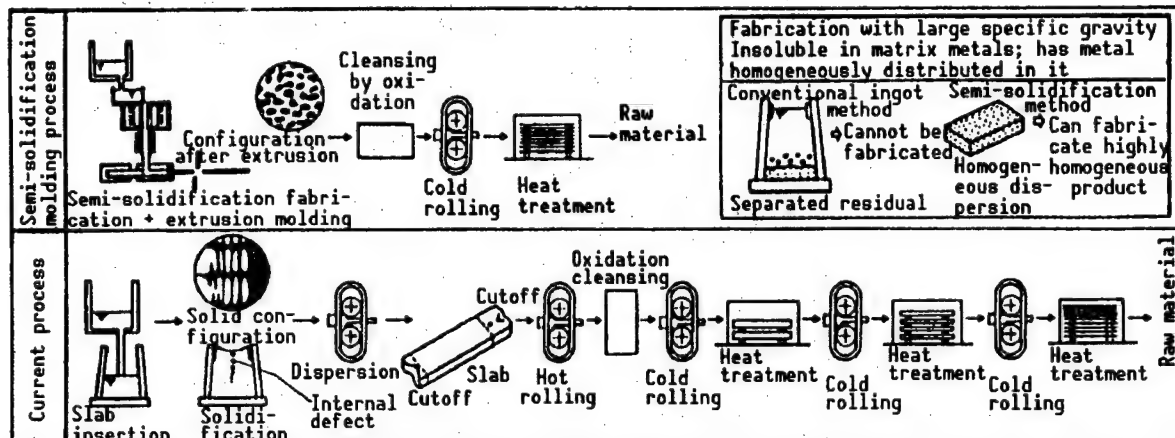 Semi-solidification
molding process
Cleansing
by oxi-
dation
Configuration
after extrusion
Semi-solidification fabri-
cation + extrusion molding
Cold
rolling
Heat
treatment
Raw
material
Fabrication with large specific gravity
Insoluble in matrix metals; has metal
homogeneously distributed in it
Conventional ingot
method
Cannot be
fabricated
Separated residual
Semi-solidification
method
Can fabri-
cate highly
homogeneous
product
Homogen-
eous dis-
persion
Current process
Slab
insertion
Solid con-
figuration
Solidi-
fication
Internal
defect
Dispersion
Cutoff
Slab
Cutoff
Hot
rolling
Oxidation
cleansing
Cold
rolling
Heat
treatment
Cold
rolling
Heat
treatment
Cold
rolling
Heat
treatment
Raw material